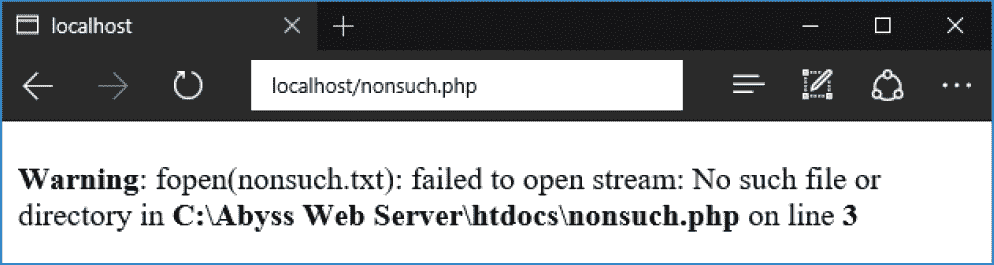 localhost
localhost/nonsuch.php
Warning: fopen(nonsuch.txt): failed to open stream: No such file or
directory in C:\Abyss Web Server\htdocs\nonsuch.php on line 3